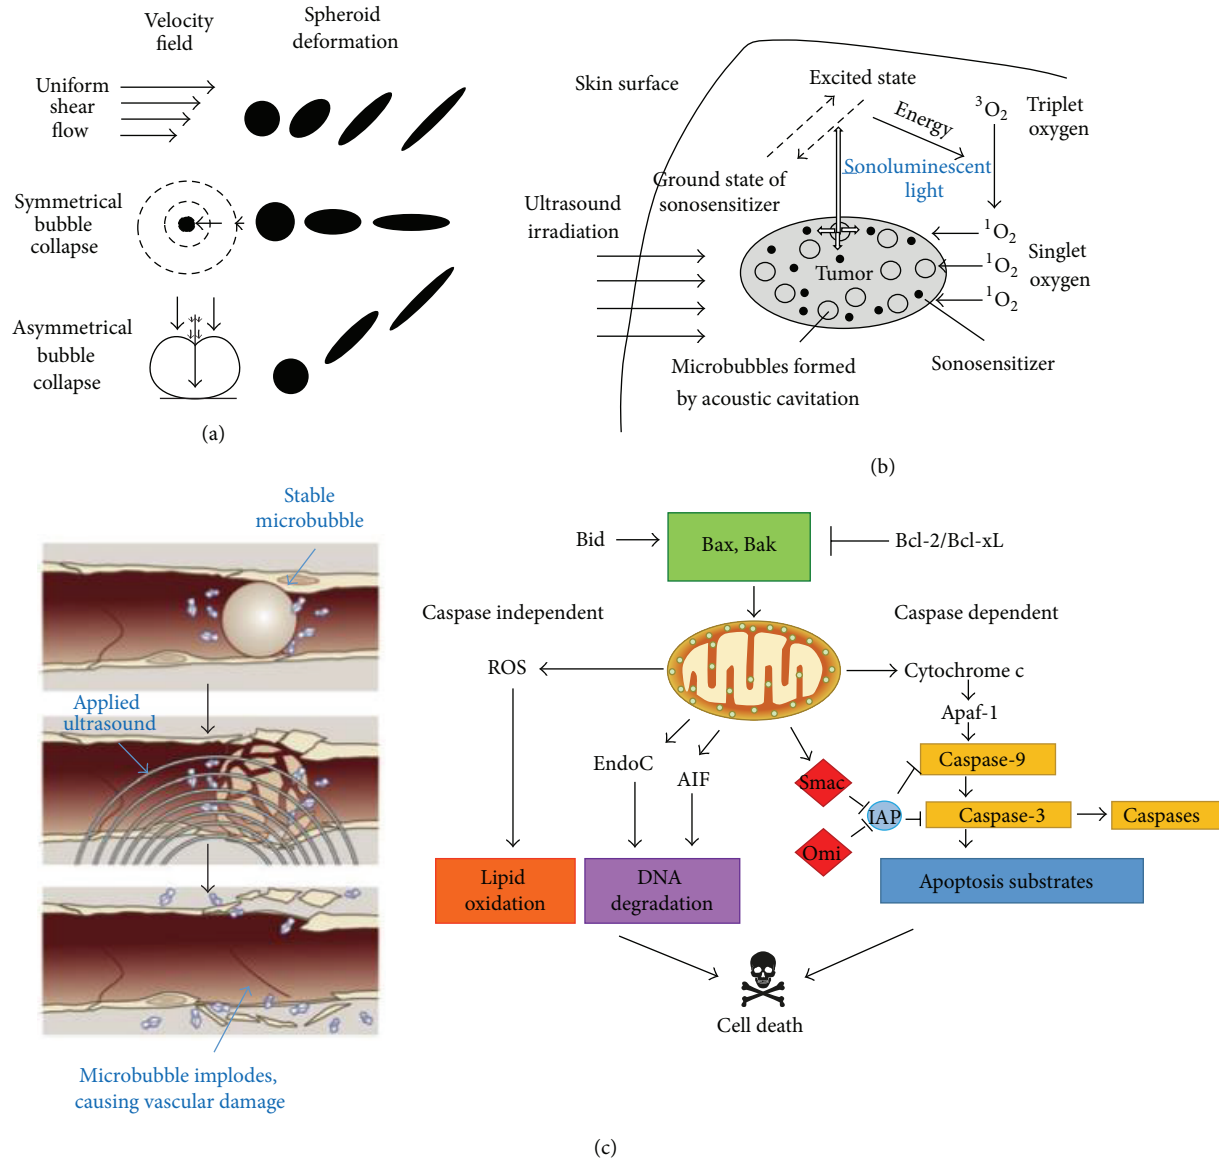 Velocity
field
Spheroid
deformation
Uniform
shear
flow
Symmetrical
bubble
collapse
Asymmetrical
bubble
collapse
(a)
Skin surface
Excited state
Energy
³O₂
Triplet
oxygen
Ground state of
sonosensitizer
Sonoluminescent
light
Ultrasound
irradiation
Tumor
¹O₂
¹O₂
¹O₂
Singlet
oxygen
Microbubbles formed
by acoustic cavitation
Sonosensitizer
(b)
Stable
microbubble
Applied
ultrasound
Microbubble implodes,
causing vascular damage
Bid
Bax, Bak
Bcl-2/Bcl-xL
Caspase independent
Caspase dependent
ROS
Cytochrome c
Apaf-1
EndoC
AIF
Smac
Omi
IAP
Caspase-9
Caspase-3
Caspases
Lipid
oxidation
DNA
degradation
Apoptosis substrates
Cell death
(c)